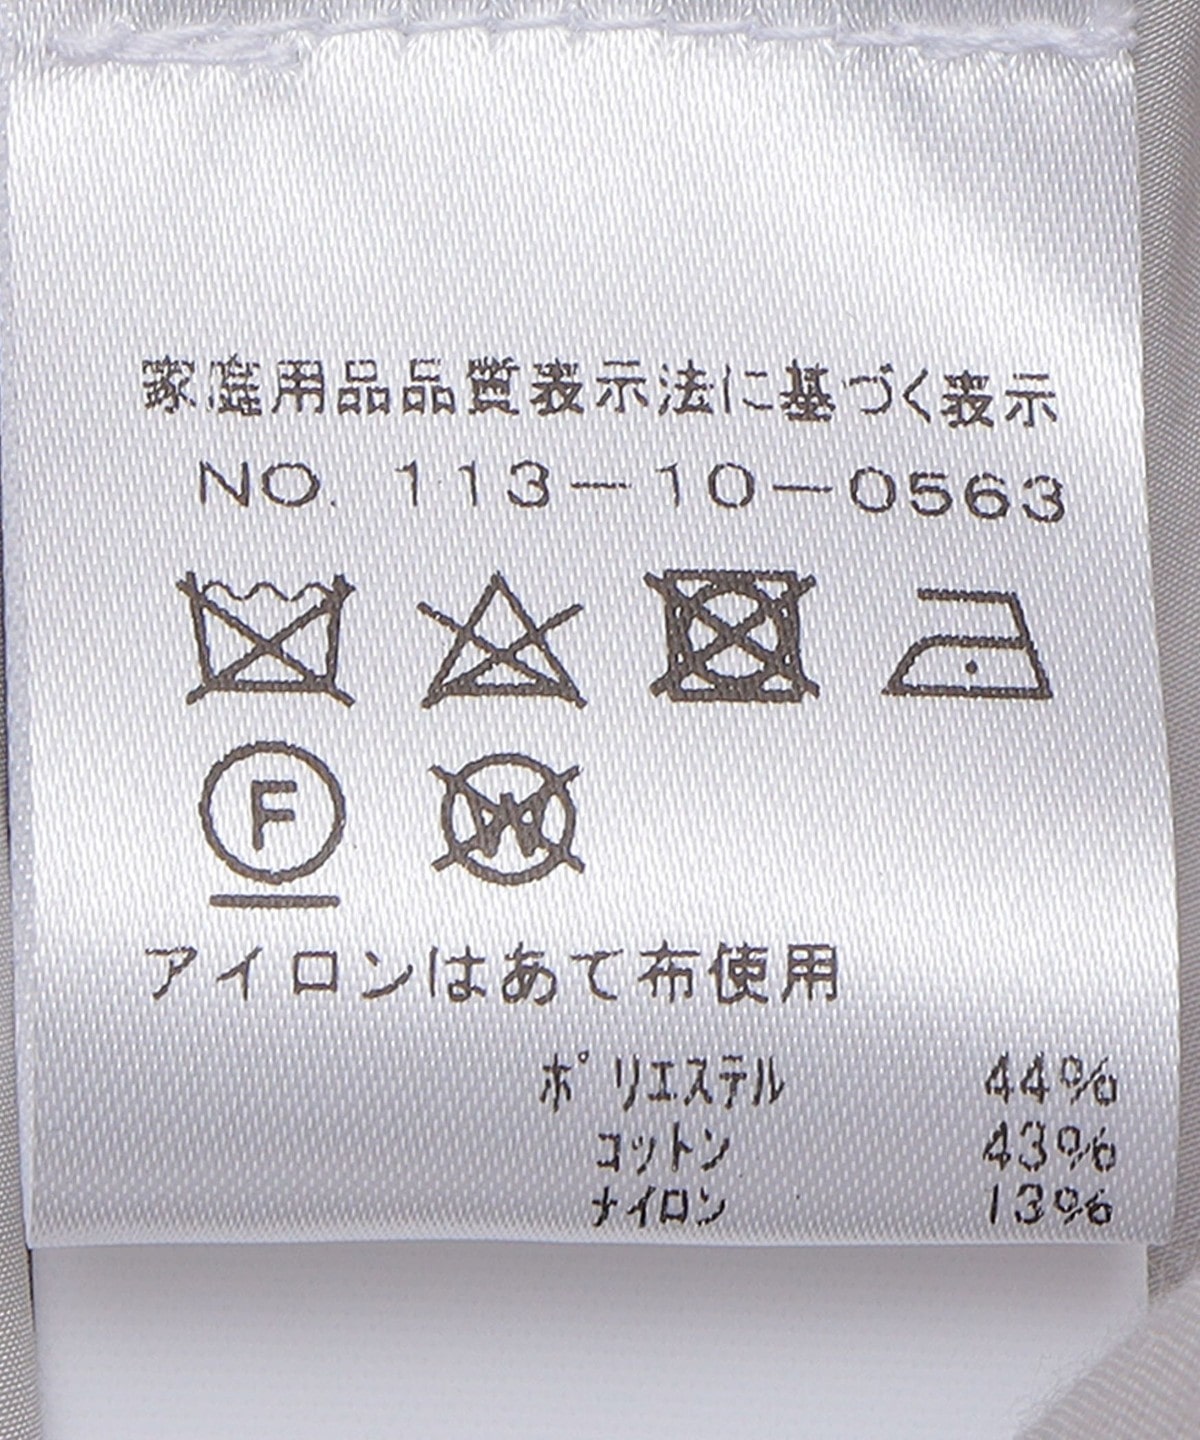 家庭用品品質表示法に基づく表示
NO. 113-10-0563
F W
アイロンはあて布使用
ポリエステル 44%
コットン 43%
ナイロン 13%